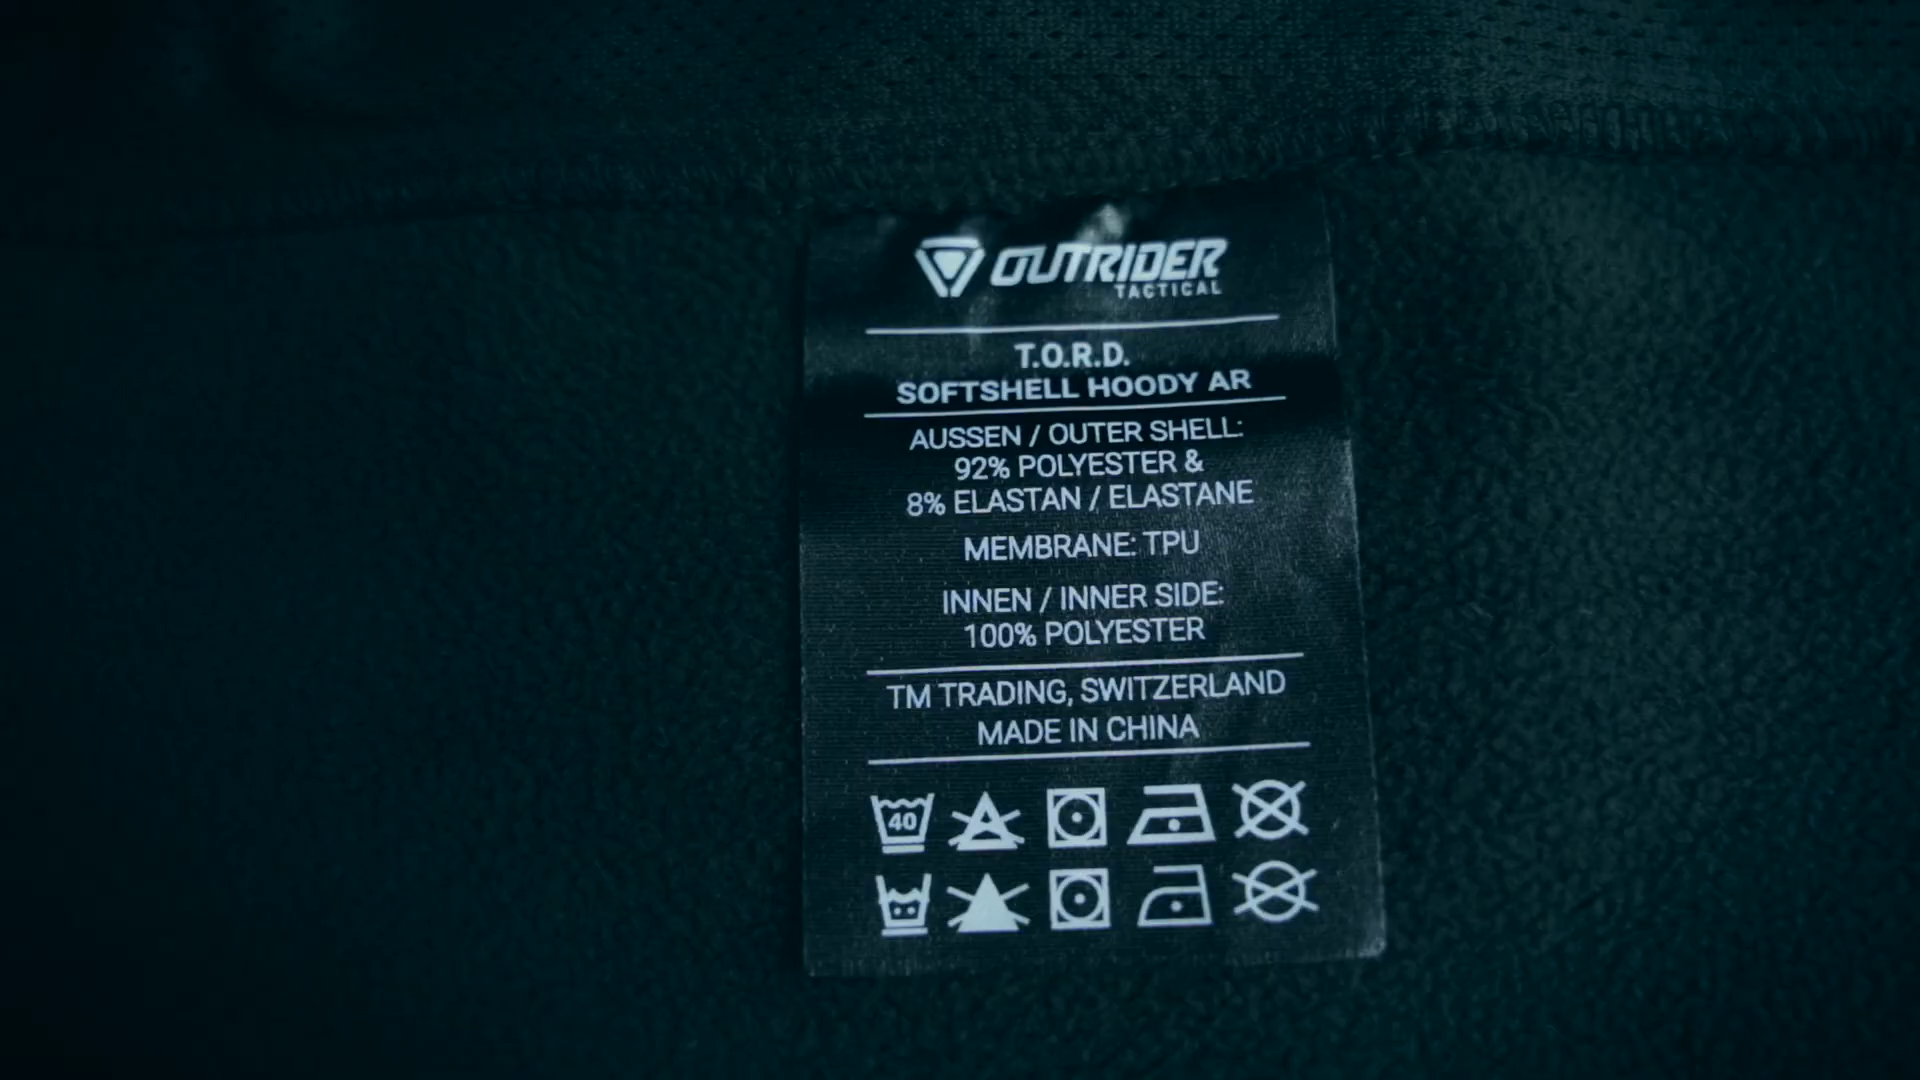 OUTRIDER
TACTICAL
T.O.R.D.
SOFTSHELL HOODY AR
AUSSEN / OUTER SHELL:
92% POLYESTER &
8% ELASTAN / ELASTANE
MEMBRANE: TPU
INNEN / INNER SIDE:
100% POLYESTER
TM TRADING, SWITZERLAND
MADE IN CHINA
40